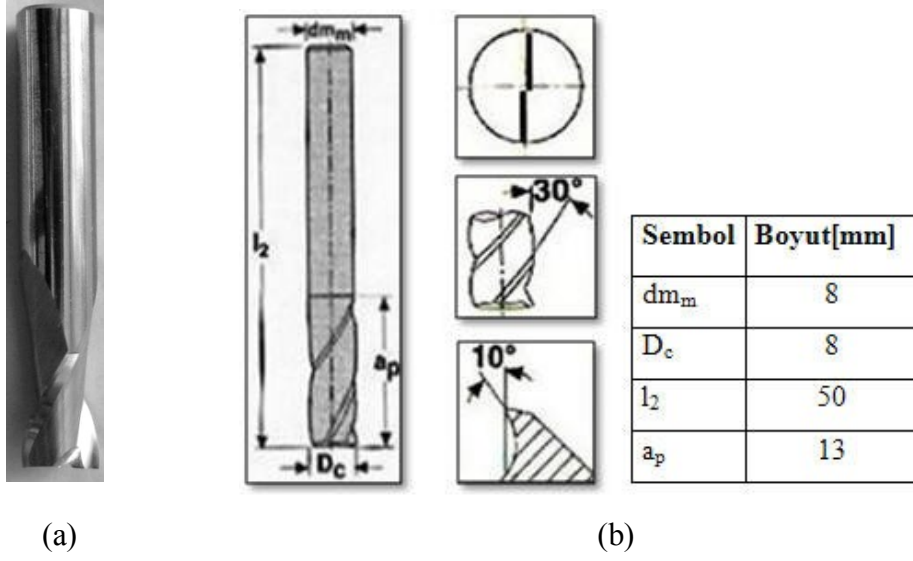 dmm
l2
ap
Dc
30°
10°
Sembol Boyut[mm]
dmm 8
Dc 8
l2 50
ap 13
(a)
(b)